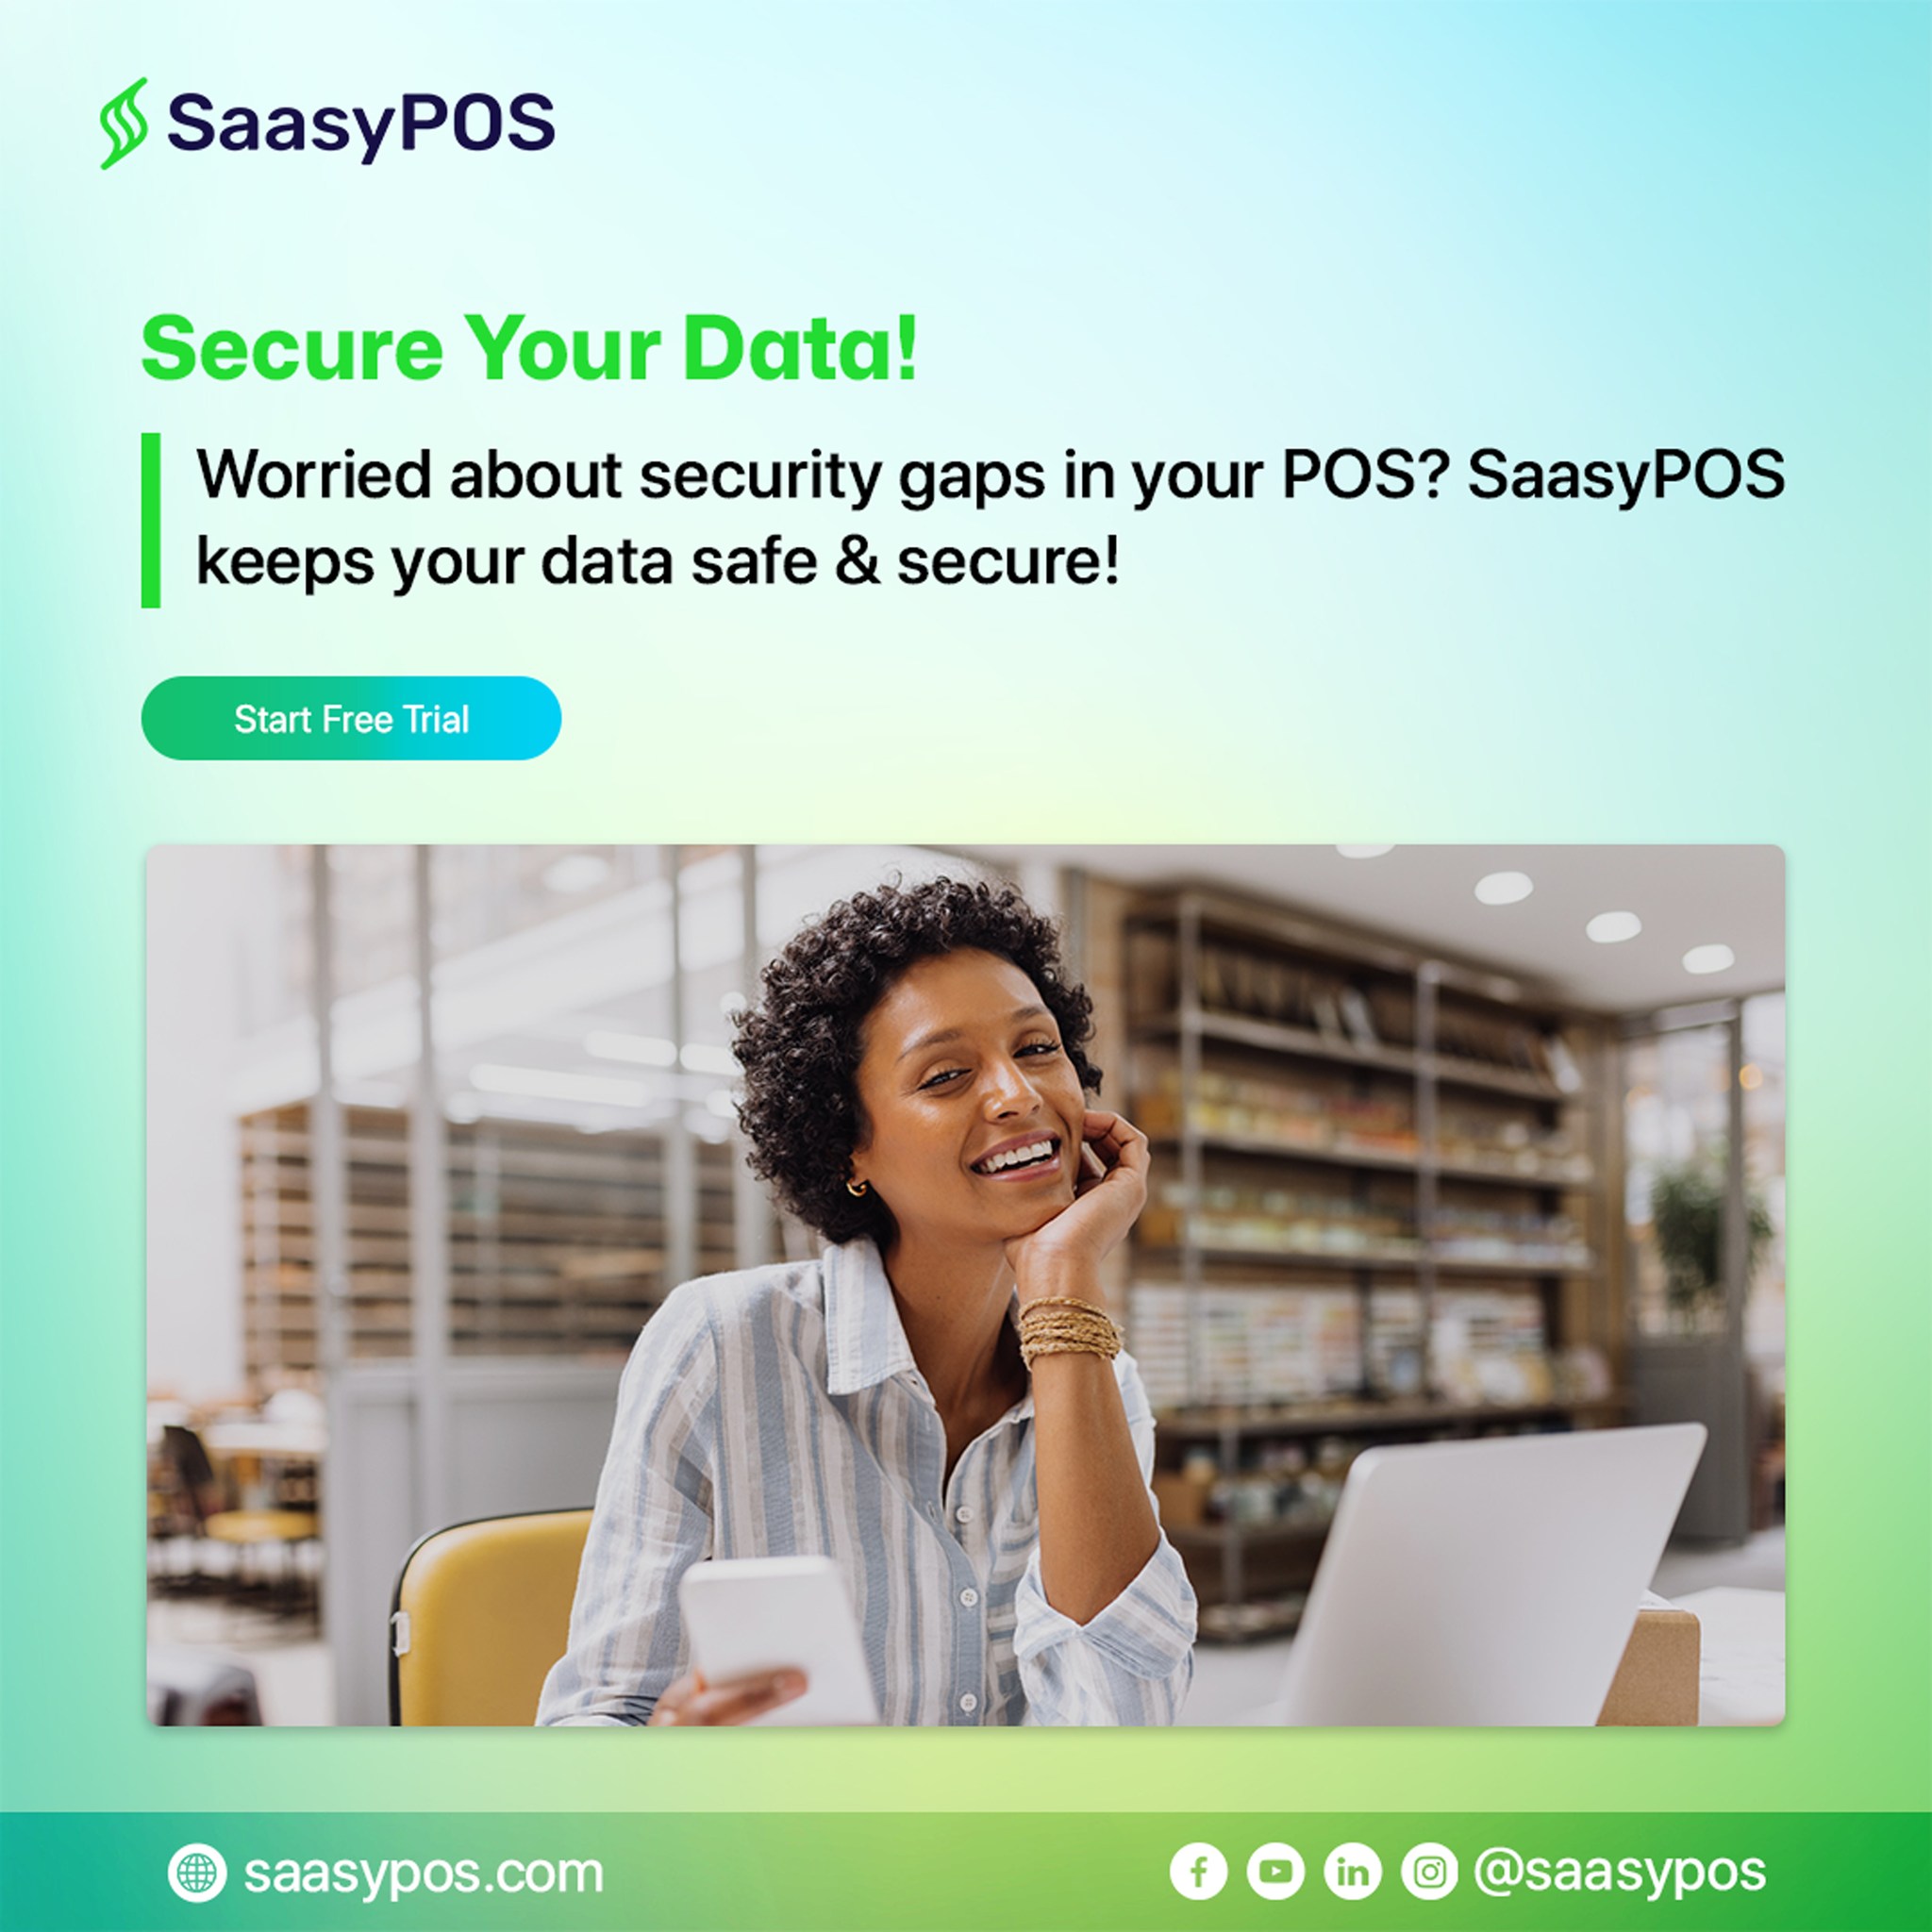 SaasyPOS
Secure Your Data!
Worried about security gaps in your POS? SaasyPOS
keeps your data safe & secure!
Start Free Trial
saasypos.com
@saasypos